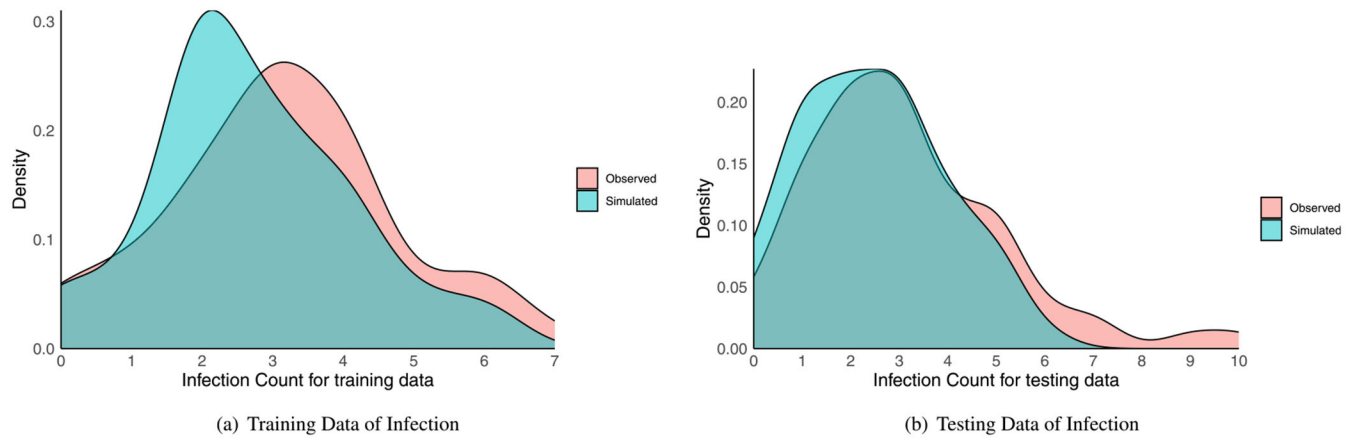 0.3
0.2
0.1
0.0
Density
0 1 2 3 4 5 6 7
Infection Count for training data
Observed
Simulated
(a) Training Data of Infection
0.20
0.15
0.10
0.05
0.00
Density
0 1 2 3 4 5 6 7 8 9 10
Infection Count for testing data
Observed
Simulated
(b) Testing Data of Infection